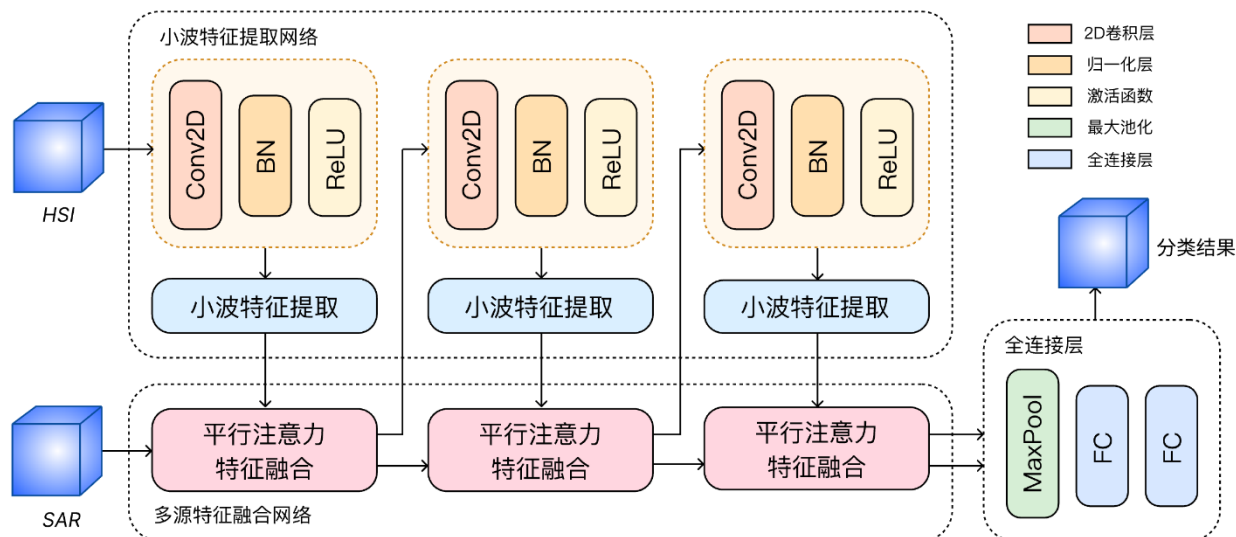 小波特征提取网络
Conv2D
BN
ReLU
Conv2D
BN
ReLU
Conv2D
BN
ReLU
2D卷积层
归一化层
激活函数
最大池化
全连接层
HSI
分类结果
小波特征提取
小波特征提取
小波特征提取
全连接层
MaxPool
FC
FC
平行注意力
特征融合
平行注意力
特征融合
平行注意力
特征融合
SAR
多源特征融合网络